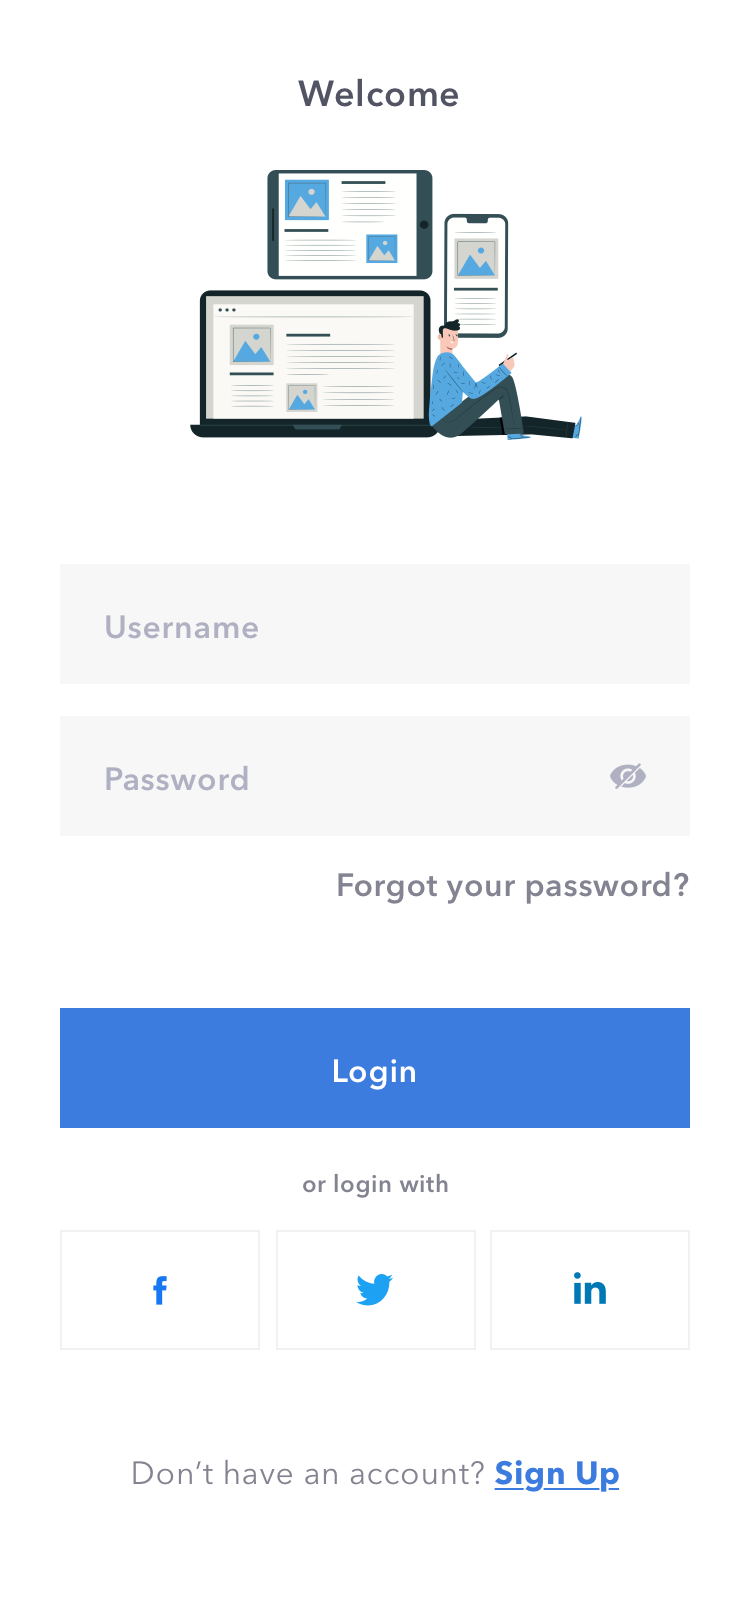 Welcome
Username
Password
Forgot your password?
Login
or login with
f
in
Don’t have an account? Sign Up